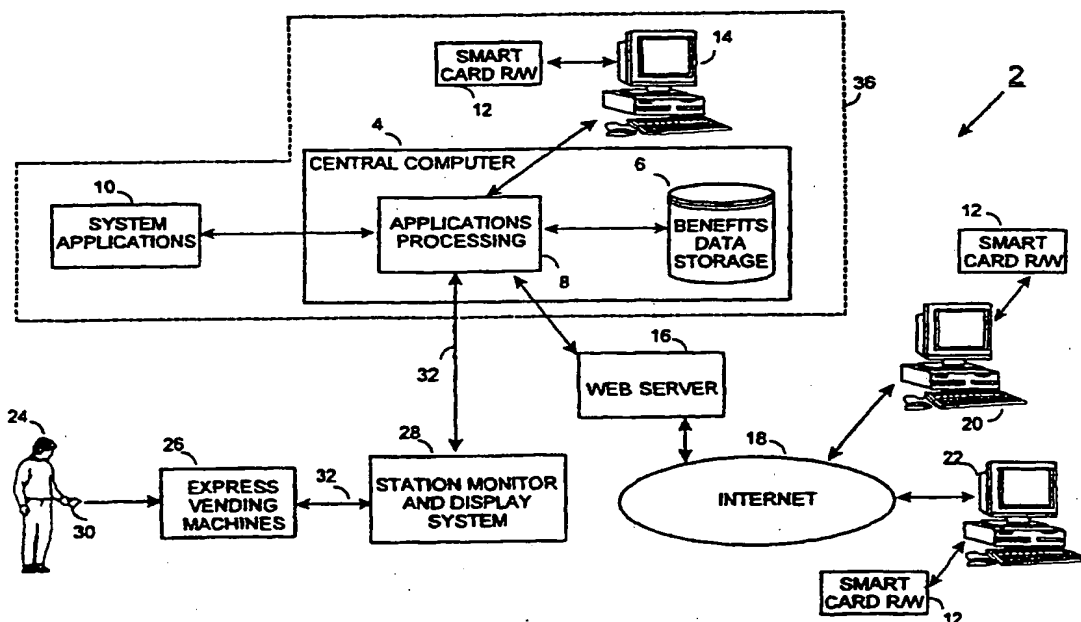 SMART
CARD R/W
12
14
36
2
4
CENTRAL COMPUTER
6
10
SYSTEM
APPLICATIONS
APPLICATIONS
PROCESSING
8
BENEFITS
DATA
STORAGE
12
SMART
CARD R/W
20
32
16
WEB SERVER
24
26
EXPRESS
VENDING
MACHINES
30
32
28
STATION MONITOR
AND DISPLAY
SYSTEM
18
INTERNET
22
SMART
CARD R/W
12